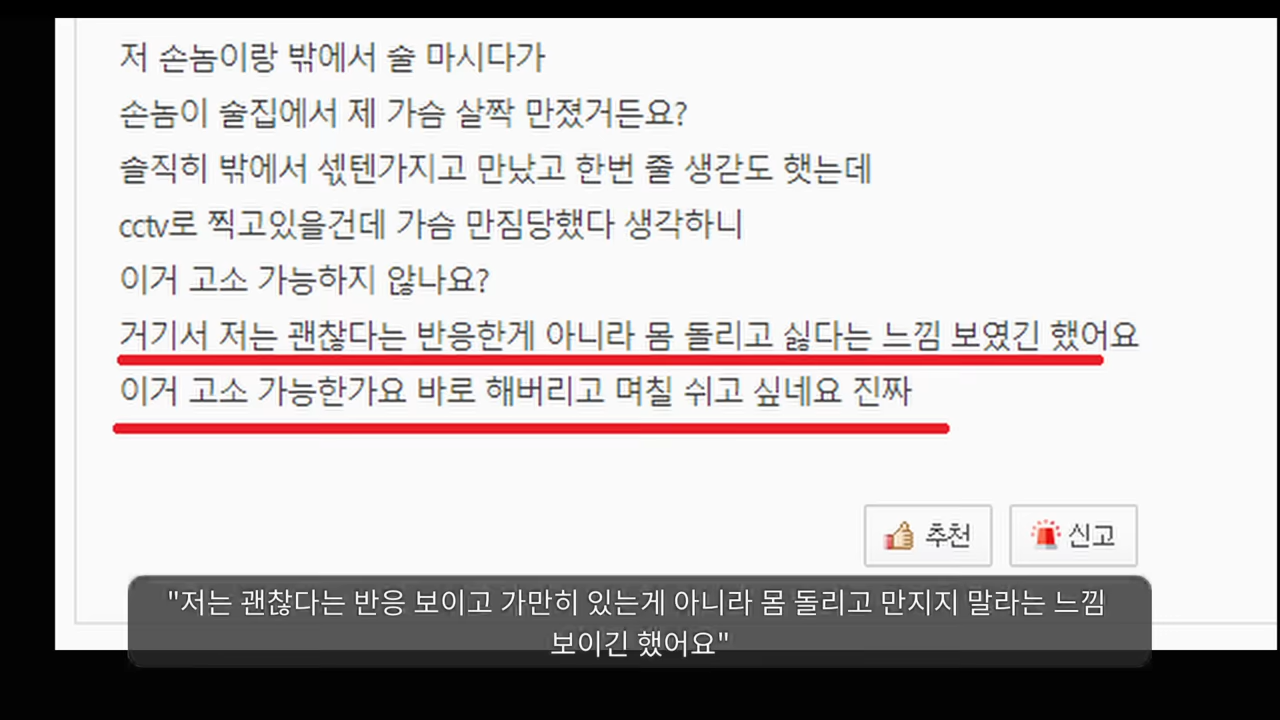 저 손놈이랑 밖에서 술 마시다가
손놈이 술집에서 제 가슴 살짝 만졌거든요?
솔직히 밖에서 셊텐가지고 만났고 한번 줄 생갇도 햇는데
cctv로 찍고있을건데 가슴 만짐당했다 생각하니
이거 고소 가능하지 않나요?
거기서 저는 괜찮다는 반응한게 아니라 몸 돌리고 싫다는 느낌 보였긴 했어요
이거 고소 가능한가요 바로 해버리고 며칠 쉬고 싶네요 진짜
추천 신고
"저는 괜찮다는 반응 보이고 가만히 있는게 아니라 몸 돌리고 만지지 말라는 느낌
보이긴 했어요"